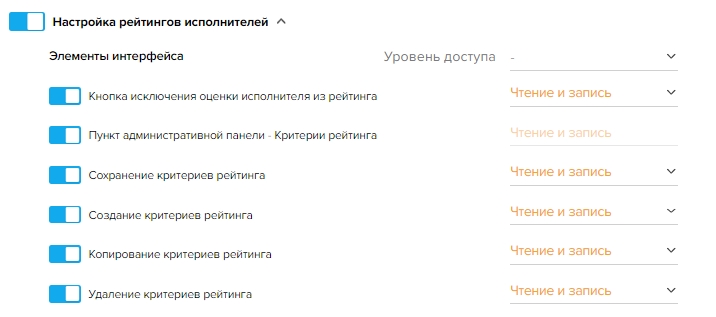 Настройка рейтингов исполнителей
Элементы интерфейса Уровень доступа -
Кнопка исключения оценки исполнителя из рейтинга Чтение и запись
Пункт административной панели - Критерии рейтинга Чтение и запись
Сохранение критериев рейтинга Чтение и запись
Создание критериев рейтинга Чтение и запись
Копирование критериев рейтинга Чтение и запись
Удаление критериев рейтинга Чтение и запись